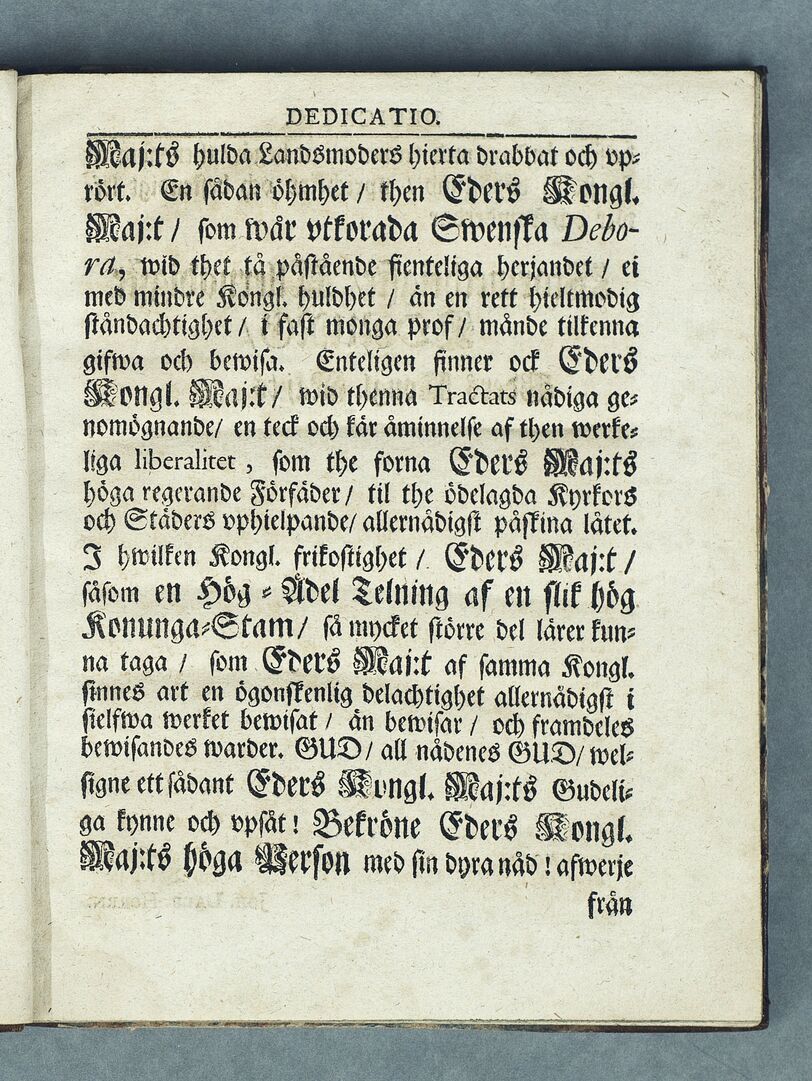 DEDICATIO.
Maj:ts hulda Landsmoders hierta drabbat och vp⸗
rört. En sådan öhmhet / then Eders Kongl.
Maj:t / som wår vtkorada Swenska Debo-
ra, wid thet tå påstående fienteliga herjandet / ei
med mindre Kongl. huldhet / än en rett hieltmodig
ståndachtighet / i fast monga prof / månde tilkenna
gifwa och bewisa. Enteligen finner ock Eders
Kongl. Maj:t / wid thenna Tractats nådiga ge⸗
nomögnande/ en teck och kär åminnelse af then werke⸗
liga liberalitet , som the forna Eders Maj:ts
höga regerande Förfäder / til the ödelagda Kyrkors
och Städers vphielpande/ allernådigst påskina låtet.
I hwilken Kongl. frikostighet / Eders Maj:t /
såsom en Hög⸗Ädel Telning af en slik hög
Konunga⸗Stam / så mycket större del lärer kun⸗
na taga / som Eders Maj:t af samma Kongl.
sinnes art en ögonskenlig delachtighet allernådigst i
sielfwa werket bewisat / än bewisar / och framdeles
bewisandes warder. GUD / all nådenes GUD/ wel⸗
signe ett sådant Eders Kongl. Maj:ts Gudeli⸗
ga kynne och vpsåt ! Bekröne Eders Kongl.
Maj:ts höga Person med sin dyra nåd ! afwerje
från